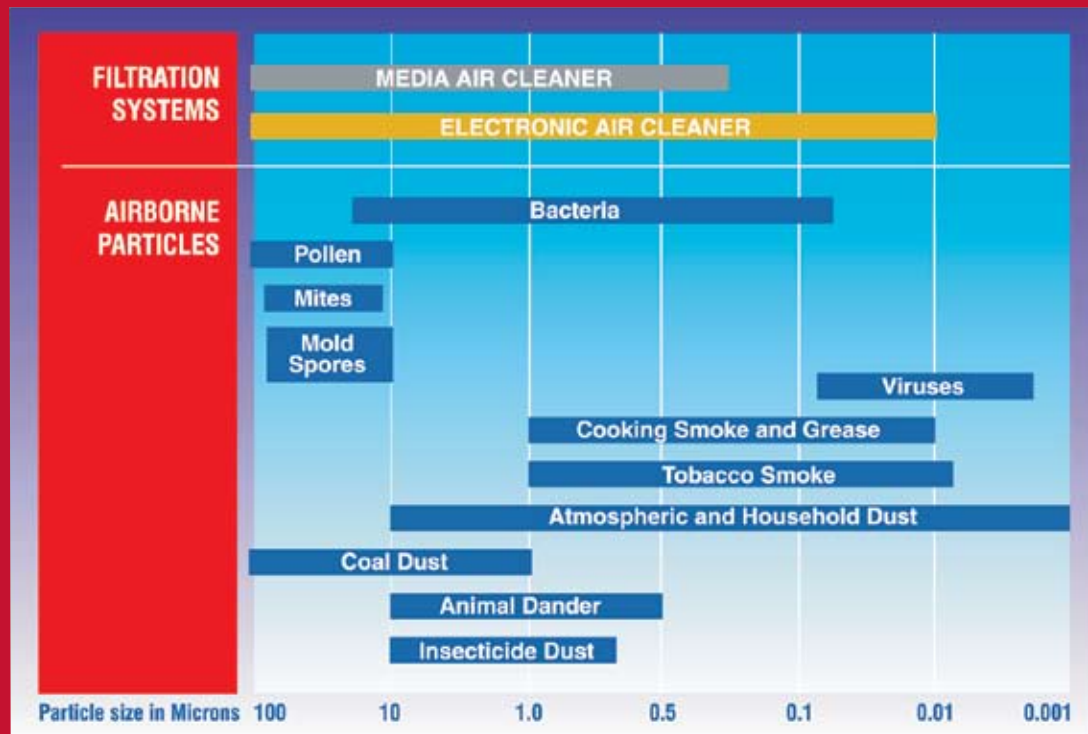 FILTRATION
SYSTEMS
MEDIA AIR CLEANER
ELECTRONIC AIR CLEANER
AIRBORNE
PARTICLES
Bacteria
Pollen
Mites
Mold
Spores
Viruses
Cooking Smoke and Grease
Tobacco Smoke
Atmospheric and Household Dust
Coal Dust
Animal Dander
Insecticide Dust
Particle size in Microns 100 10 1.0 0.5 0.1 0.01 0.001